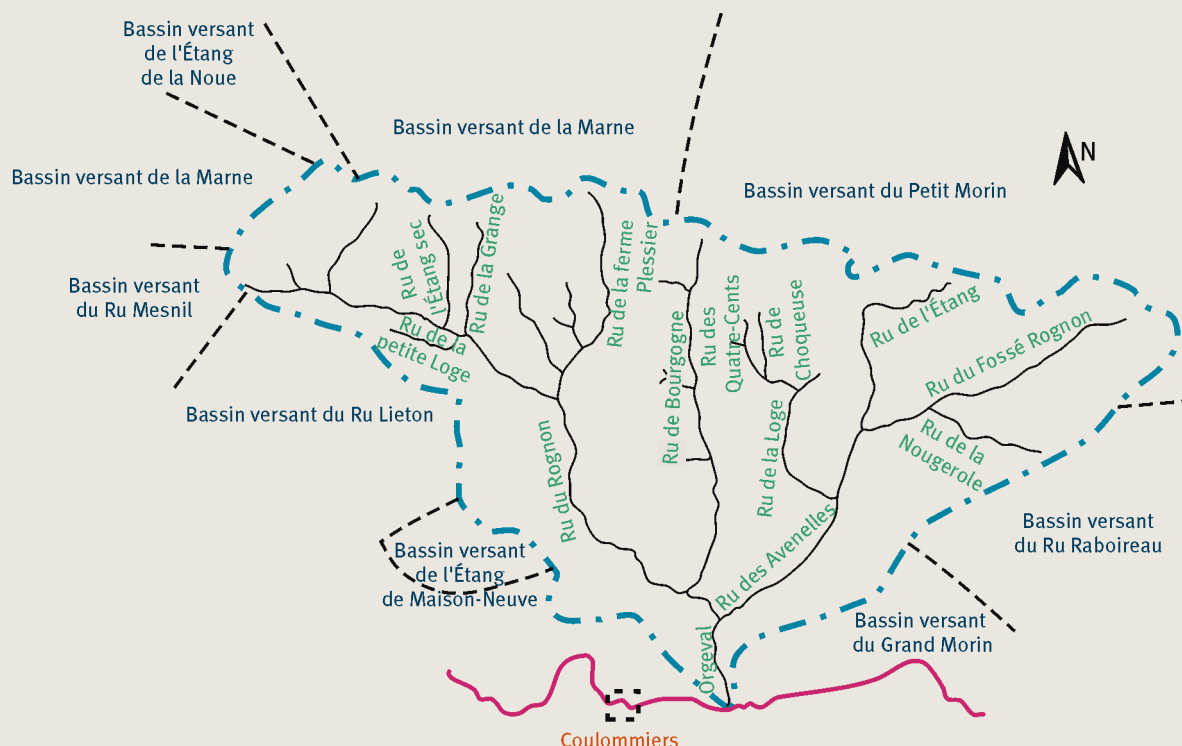 Bassin versant
de l'Étang
de la Noue
Bassin versant de la Marne
Bassin versant de la Marne
N
Bassin versant du Petit Morin
Bassin versant
du Ru Mesnil
Ru de
l'Étang sec
Ru de la Grange
Ru de la ferme
Plessier
Ru de la
petite Loge
Ru de Bourgogne
Ru des
Quatre-Cents
Ru de
Choqueuse
Ru de l'Étang
Ru du Fossé Rognon
Bassin versant du Ru Lieton
Ru du Rognon
Ru de la Loge
Ru de la
Nougerole
Bassin versant
du Ru Raboireau
Bassin versant
de l'Étang
de Maison-Neuve
Ru des Avenelles
Bassin versant
du Grand Morin
Orgeval
Coulommiers